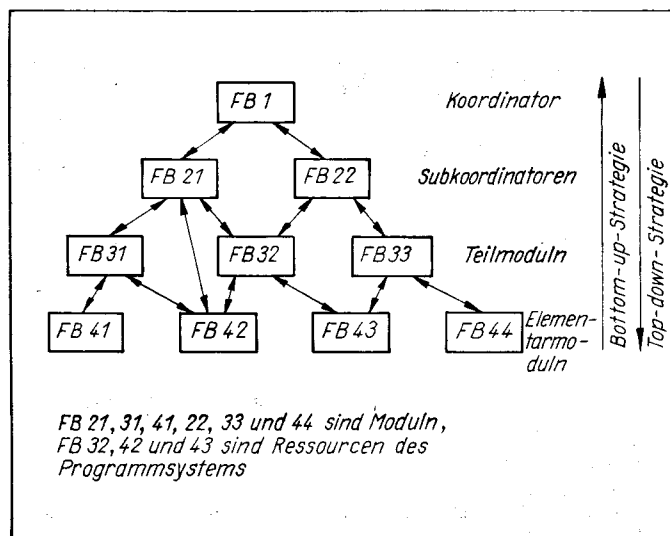 FB 1
Koordinator
FB 21
FB 22
Subkoordinatoren
FB 31
FB 32
FB 33
Teilmoduln
FB 41
FB 42
FB 43
FB 44
Elemen-
tarmo-
duln
Bottom-up-Strategie
Top-down-Strategie
FB 21, 31, 41, 22, 33 und 44 sind Moduln,
FB 32, 42 und 43 sind Ressourcen des
Programmsystems